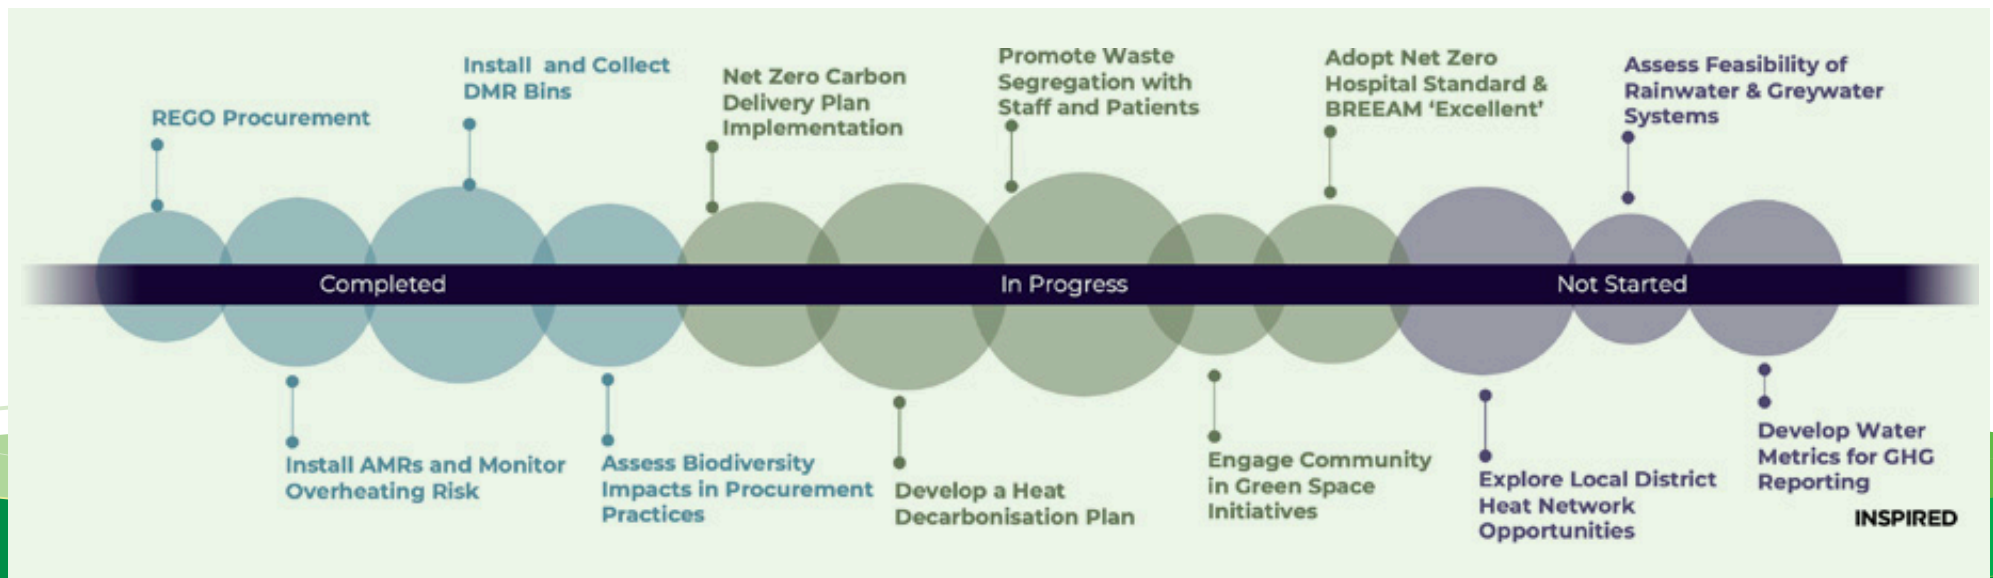 REGO Procurement
Install and Collect
DMR Bins
Net Zero Carbon
Delivery Plan
Implementation
Promote Waste
Segregation with
Staff and Patients
Adopt Net Zero
Hospital Standard &
BREEAM ‘Excellent’
Assess Feasibility of
Rainwater & Greywater
Systems
Completed
In Progress
Not Started
Install AMRs and Monitor
Overheating Risk
Assess Biodiversity
Impacts in Procurement
Practices
Develop a Heat
Decarbonisation Plan
Engage Community
in Green Space
Initiatives
Explore Local District
Heat Network
Opportunities
Develop Water
Metrics for GHG
Reporting
INSPIRED